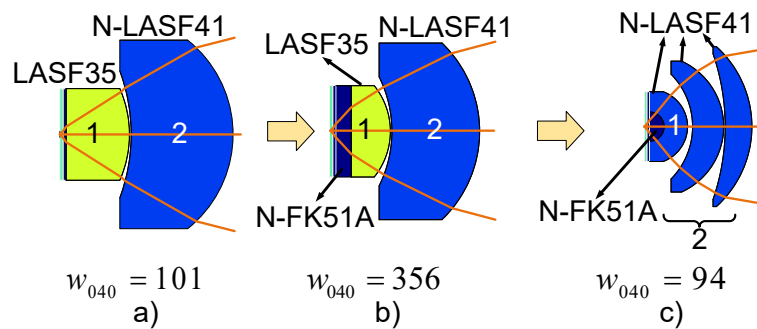 N-LASF41
LASF35
1
2
a)
w040 = 101
N-LASF41
LASF35
1
2
N-FK51A
w040 = 356
b)
N-LASF41
1
N-FK51A
2
w040 = 94
c)